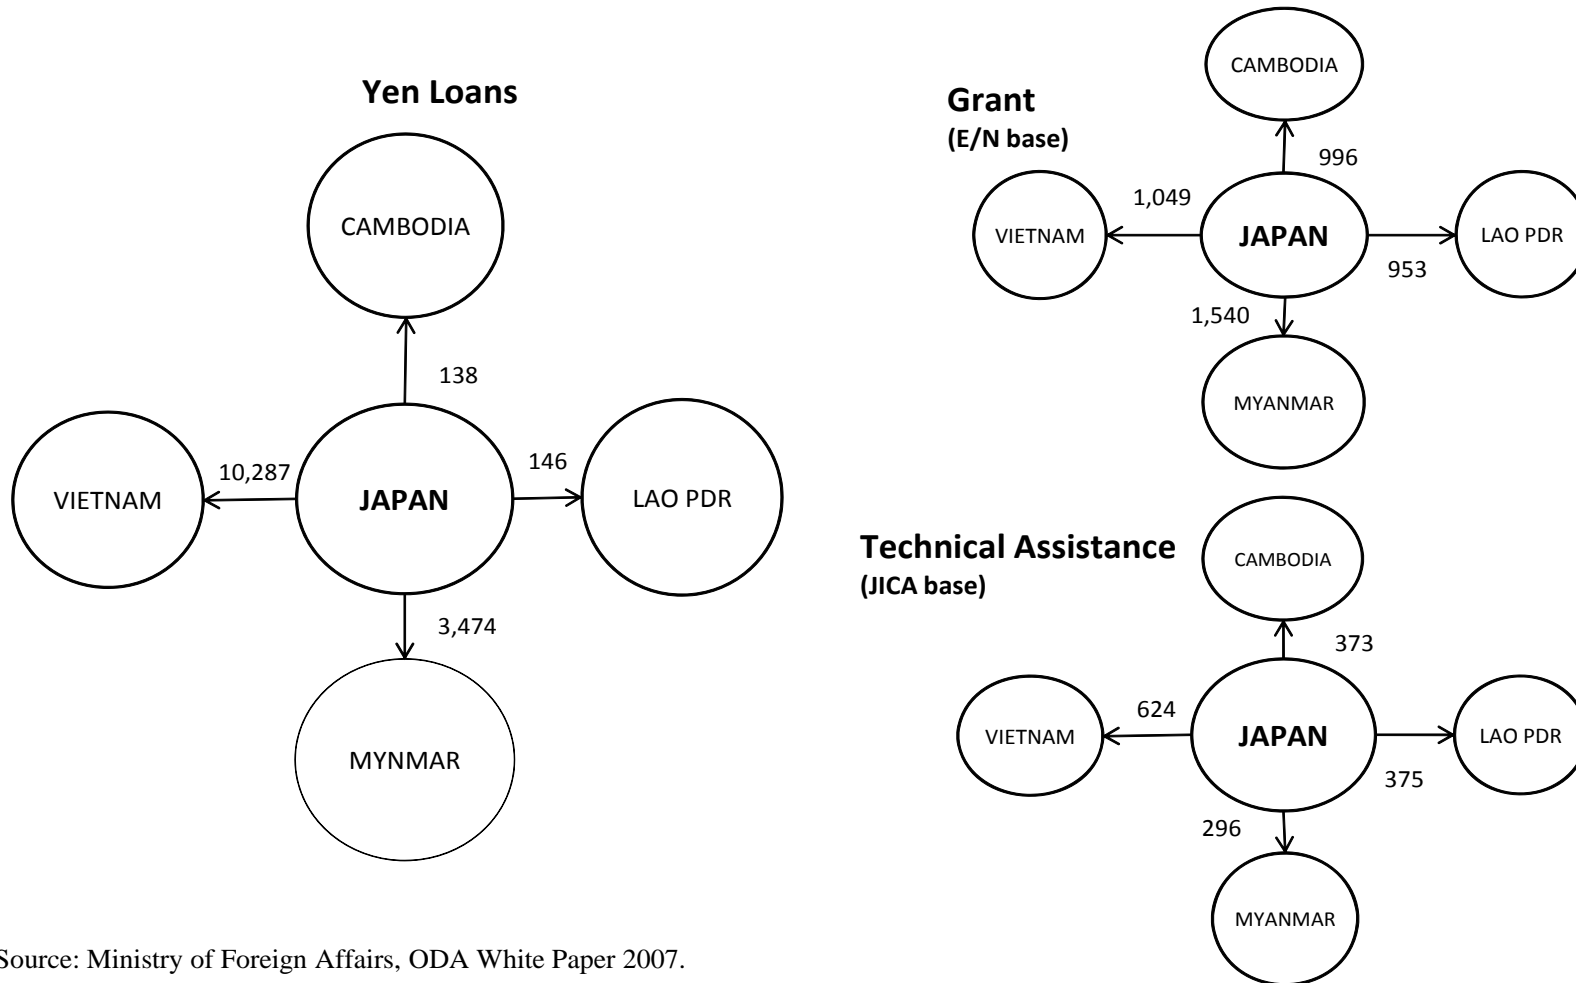 Yen Loans
CAMBODIA
138
VIETNAM
10,287
JAPAN
146
LAO PDR
3,474
MYNMAR
Grant
(E/N base)
CAMBODIA
996
VIETNAM
1,049
JAPAN
953
LAO PDR
1,540
MYANMAR
Technical Assistance
(JICA base)
CAMBODIA
373
VIETNAM
624
JAPAN
375
LAO PDR
296
MYANMAR
Source: Ministry of Foreign Affairs, ODA White Paper 2007.